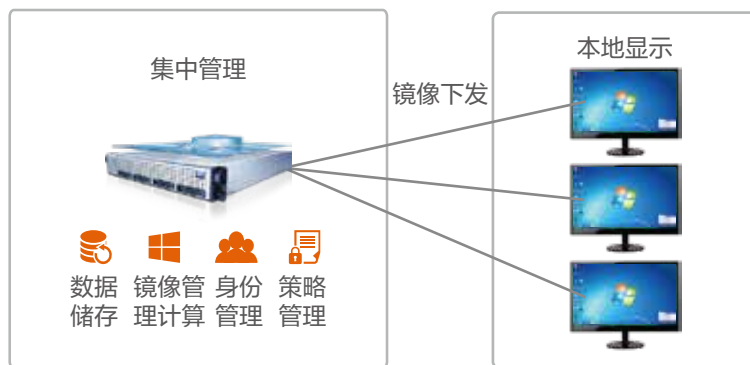 集中管理
镜像下发
本地显示
数据 镜像管 身份 策略
储存 理计算 管理 管理